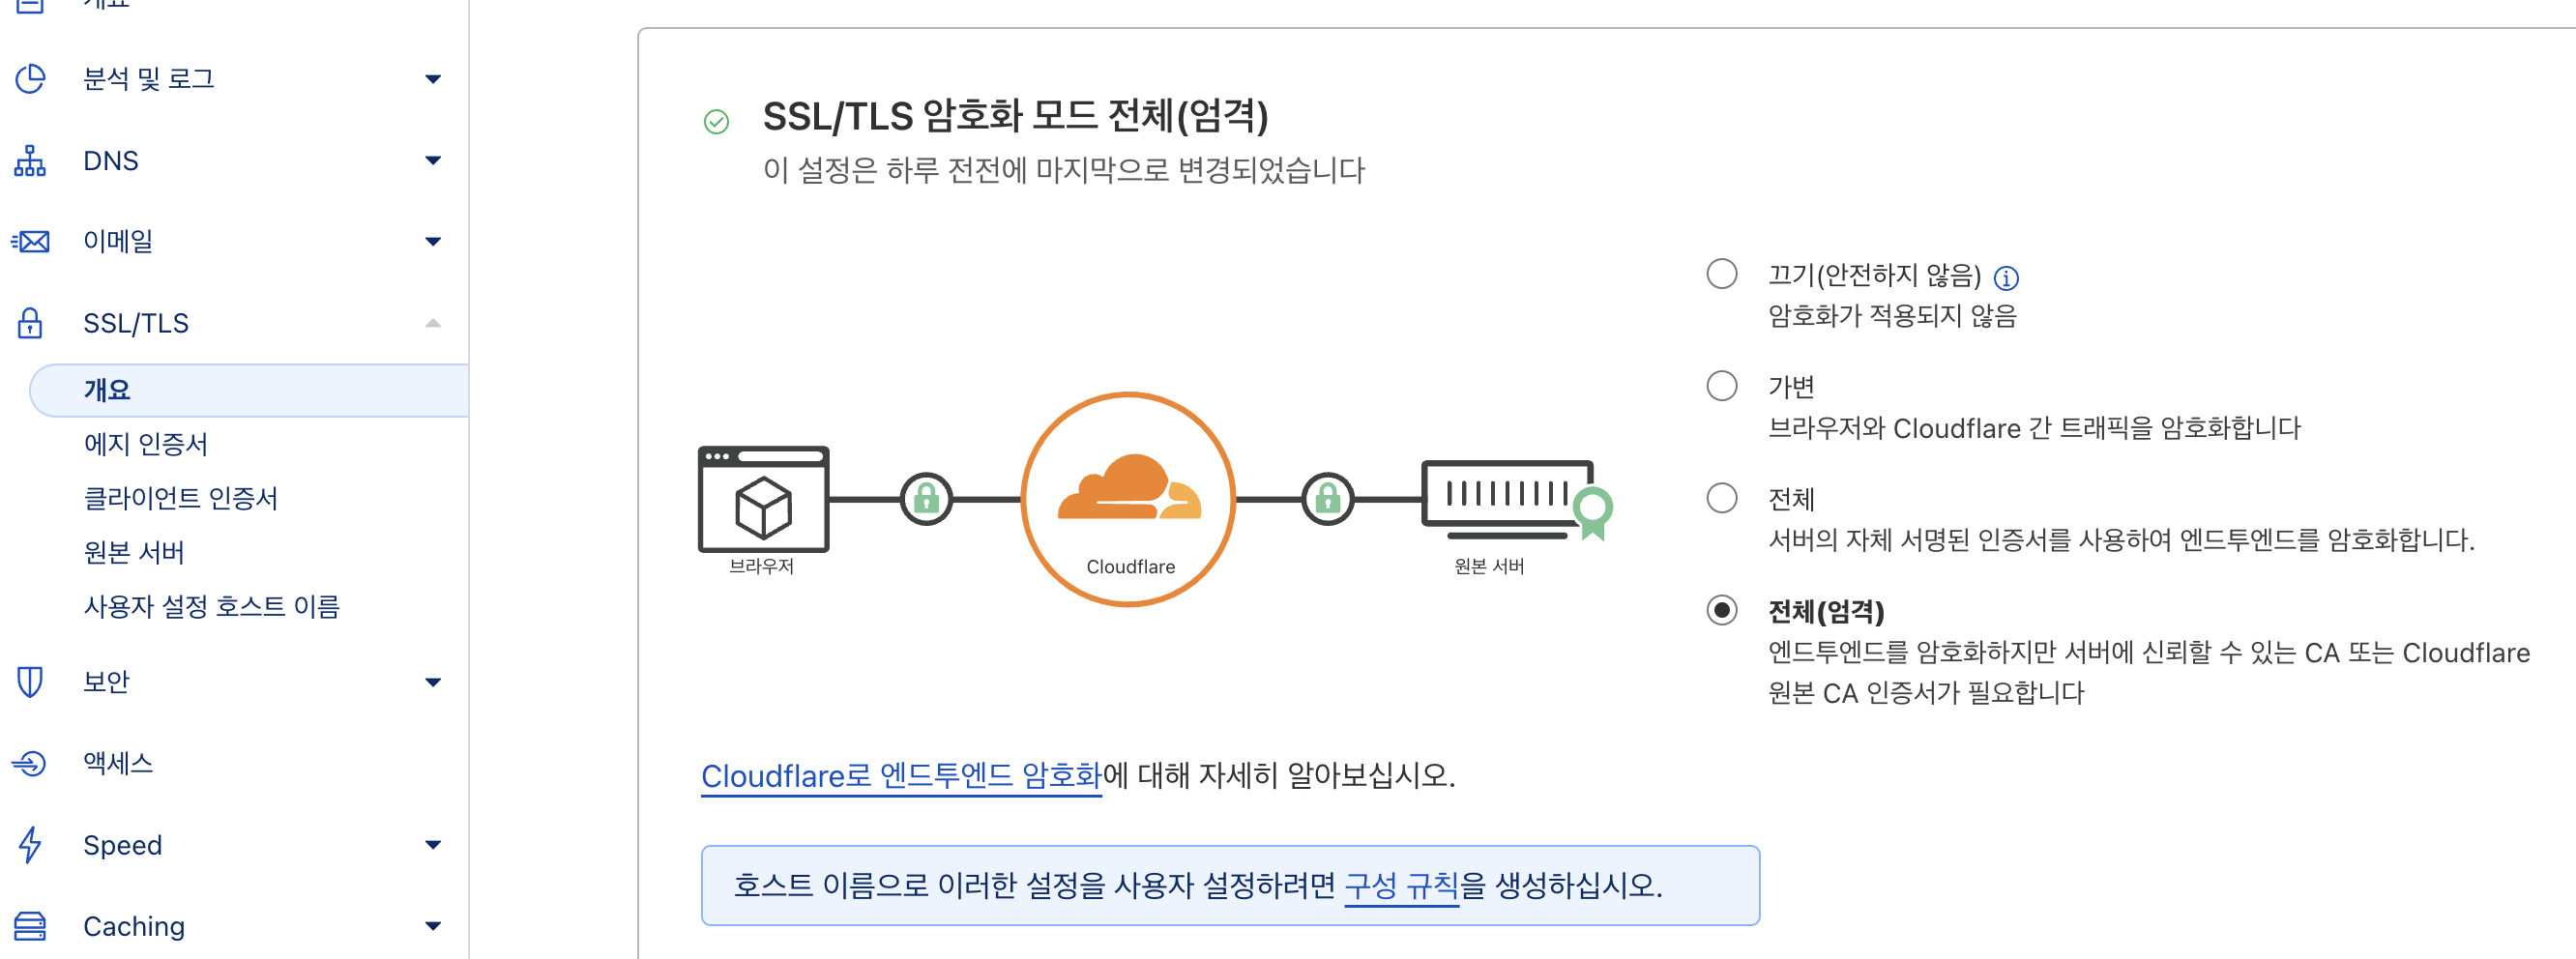 개요
분석 및 로그
DNS
이메일
SSL/TLS
개요
에지 인증서
클라이언트 인증서
원본 서버
사용자 설정 호스트 이름
보안
액세스
Speed
Caching
SSL/TLS 암호화 모드 전체(엄격)
이 설정은 하루 전전에 마지막으로 변경되었습니다
브라우저
Cloudflare
원본 서버
끄기(안전하지 않음)
암호화가 적용되지 않음
가변
브라우저와 Cloudflare 간 트래픽을 암호화합니다
전체
서버의 자체 서명된 인증서를 사용하여 엔드투엔드를 암호화합니다.
전체(엄격)
엔드투엔드를 암호화하지만 서버에 신뢰할 수 있는 CA 또는 Cloudflare
원본 CA 인증서가 필요합니다
Cloudflare로 엔드투엔드 암호화에 대해 자세히 알아보십시오.
호스트 이름으로 이러한 설정을 사용자 설정하려면 구성 규칙을 생성하십시오.